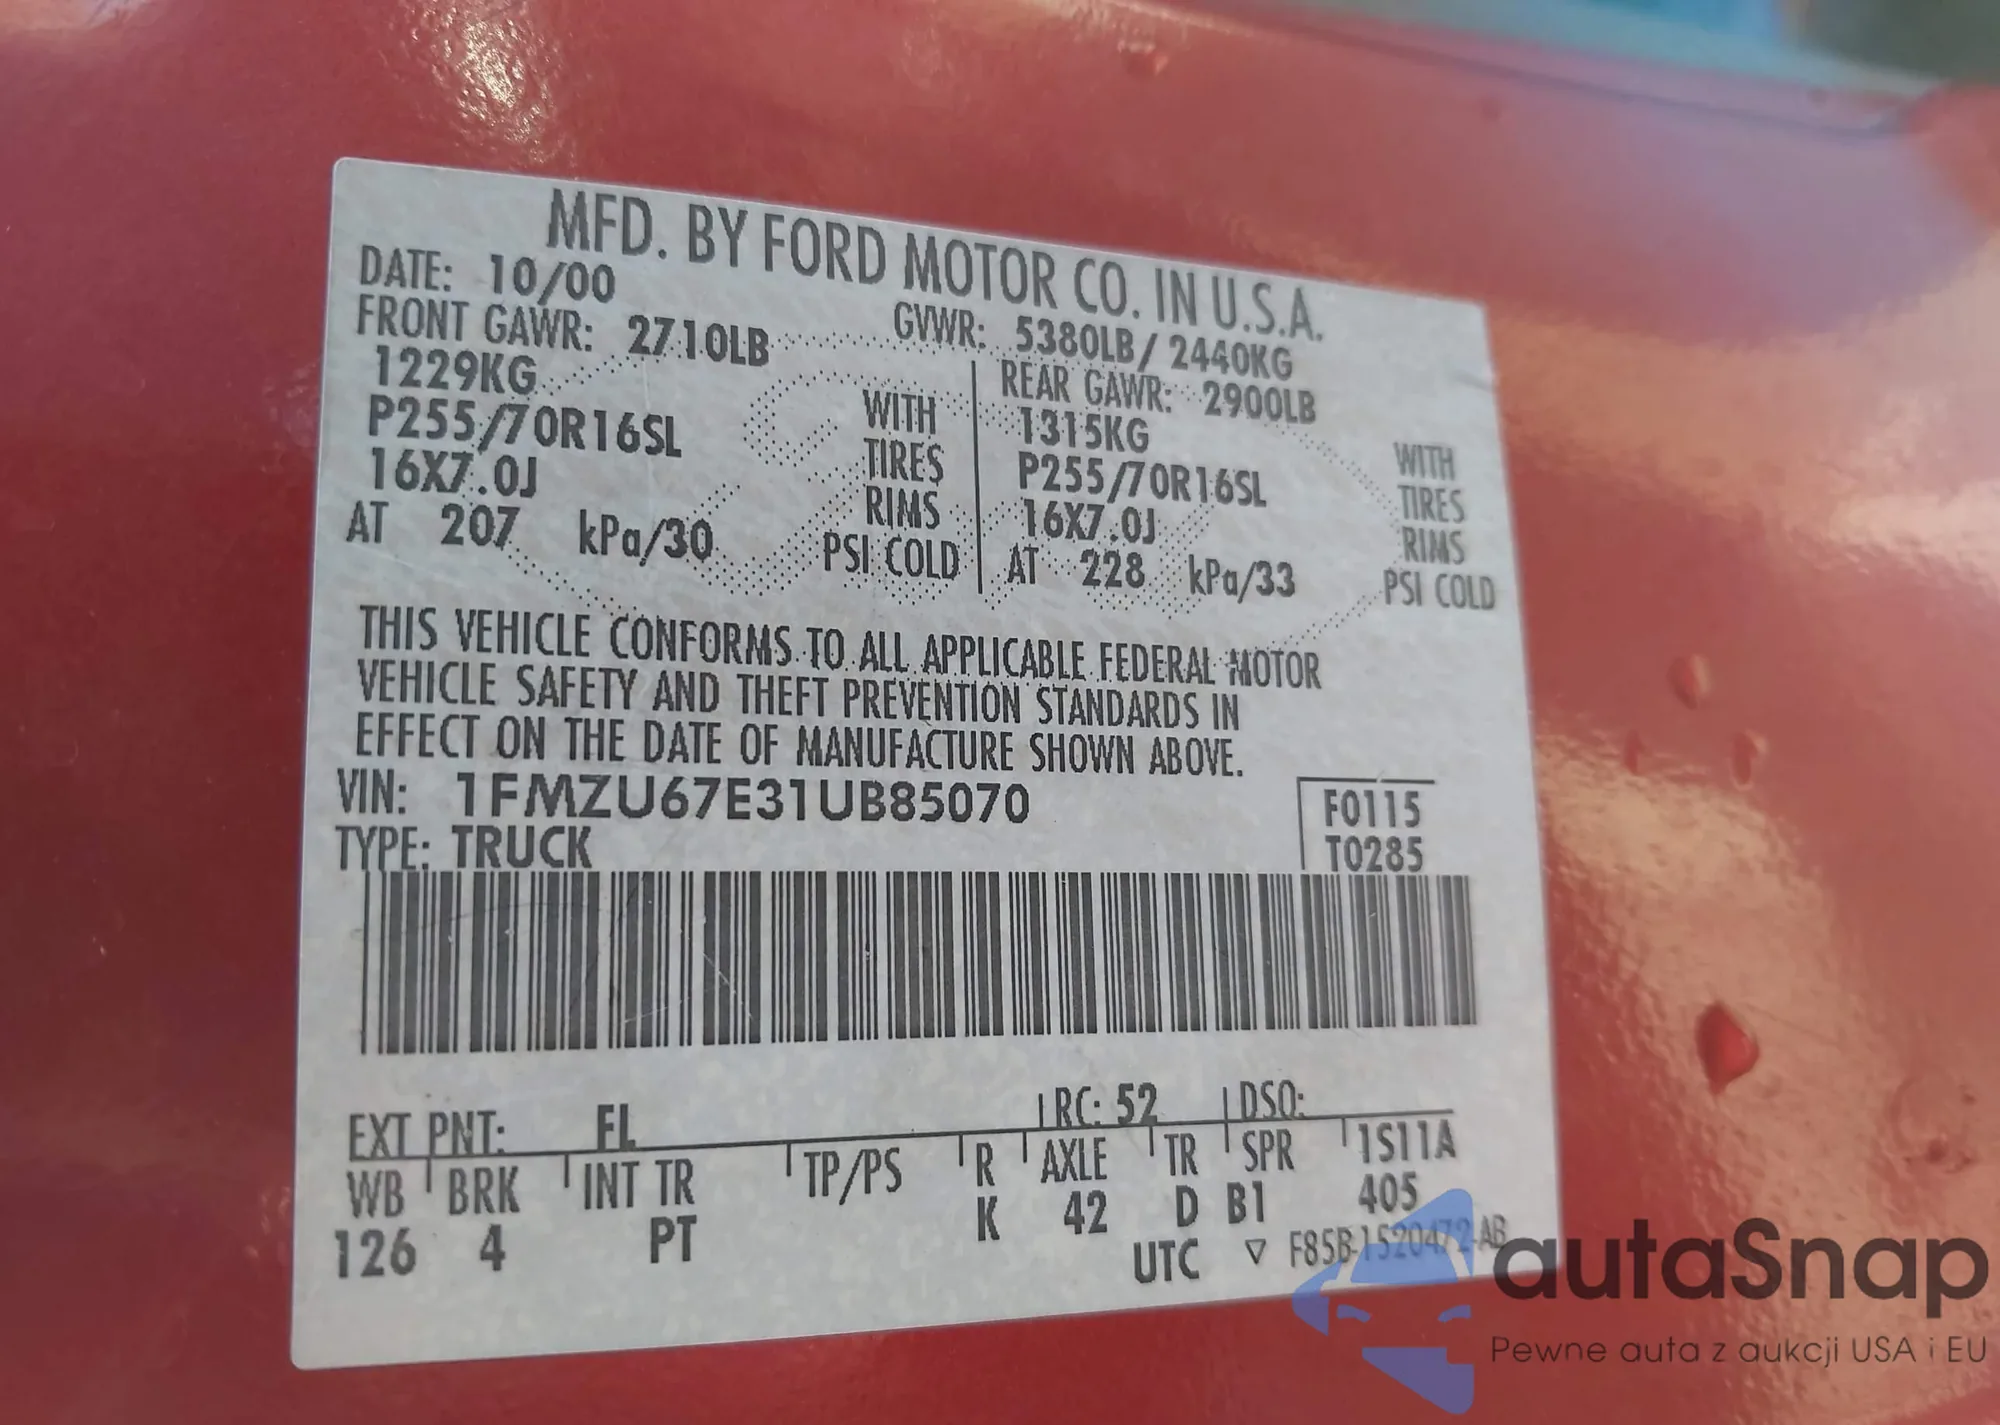 MFD. BY FORD MOTOR CO. IN U.S.A.
DATE: 10/00 GVWR: 5380LB/ 2440KG
FRONT GAWR: 2710LB REAR GAWR: 2900LB
1229KG WITH 1315KG WITH
P255/70R16SL TIRES P255/70R16SL TIRES
16X7.0J RIMS 16X7.0J RIMS
AT 207 kPa/30 PSI COLD AT 228 kPa/33 PSI COLD
THIS VEHICLE CONFORMS TO ALL APPLICABLE FEDERAL MOTOR
VEHICLE SAFETY AND THEFT PREVENTION STANDARDS IN
EFFECT ON THE DATE OF MANUFACTURE SHOWN ABOVE.
VIN: 1FMZU67E31UB85070 F0115
TYPE: TRUCK T0285
EXT PNT: FL RC: 52 DSO:
WB BRK INT TR TP/PS R AXLE TR SPR 1S11A
126 4 PT K 42 D B1 405
UTC ▽ F85B-1520472-AB
autaSnap
Pewne auta z aukcji USA i EU